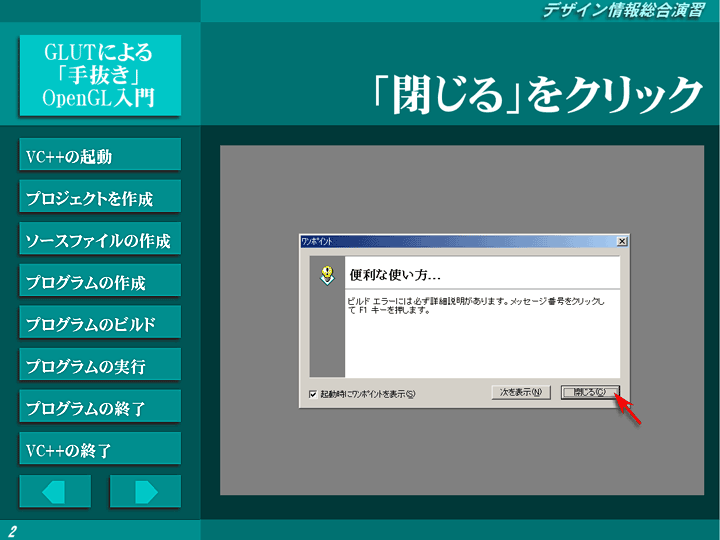 デザイン情報総合演習
GLUTによる
「手抜き」
OpenGL入門
「閉じる」をクリック
VC++の起動
プロジェクトを作成
ソースファイルの作成
プログラムの作成
プログラムのビルド
プログラムの実行
プログラムの終了
VC++の終了
ワンポイント
便利な使い方...
ビルド エラーには必ず詳細説明があります。メッセージ番号をクリックし
て F1 キーを押します。
起動時にワンポイントを表示(S)
次を表示(N)
閉じる(C)
2